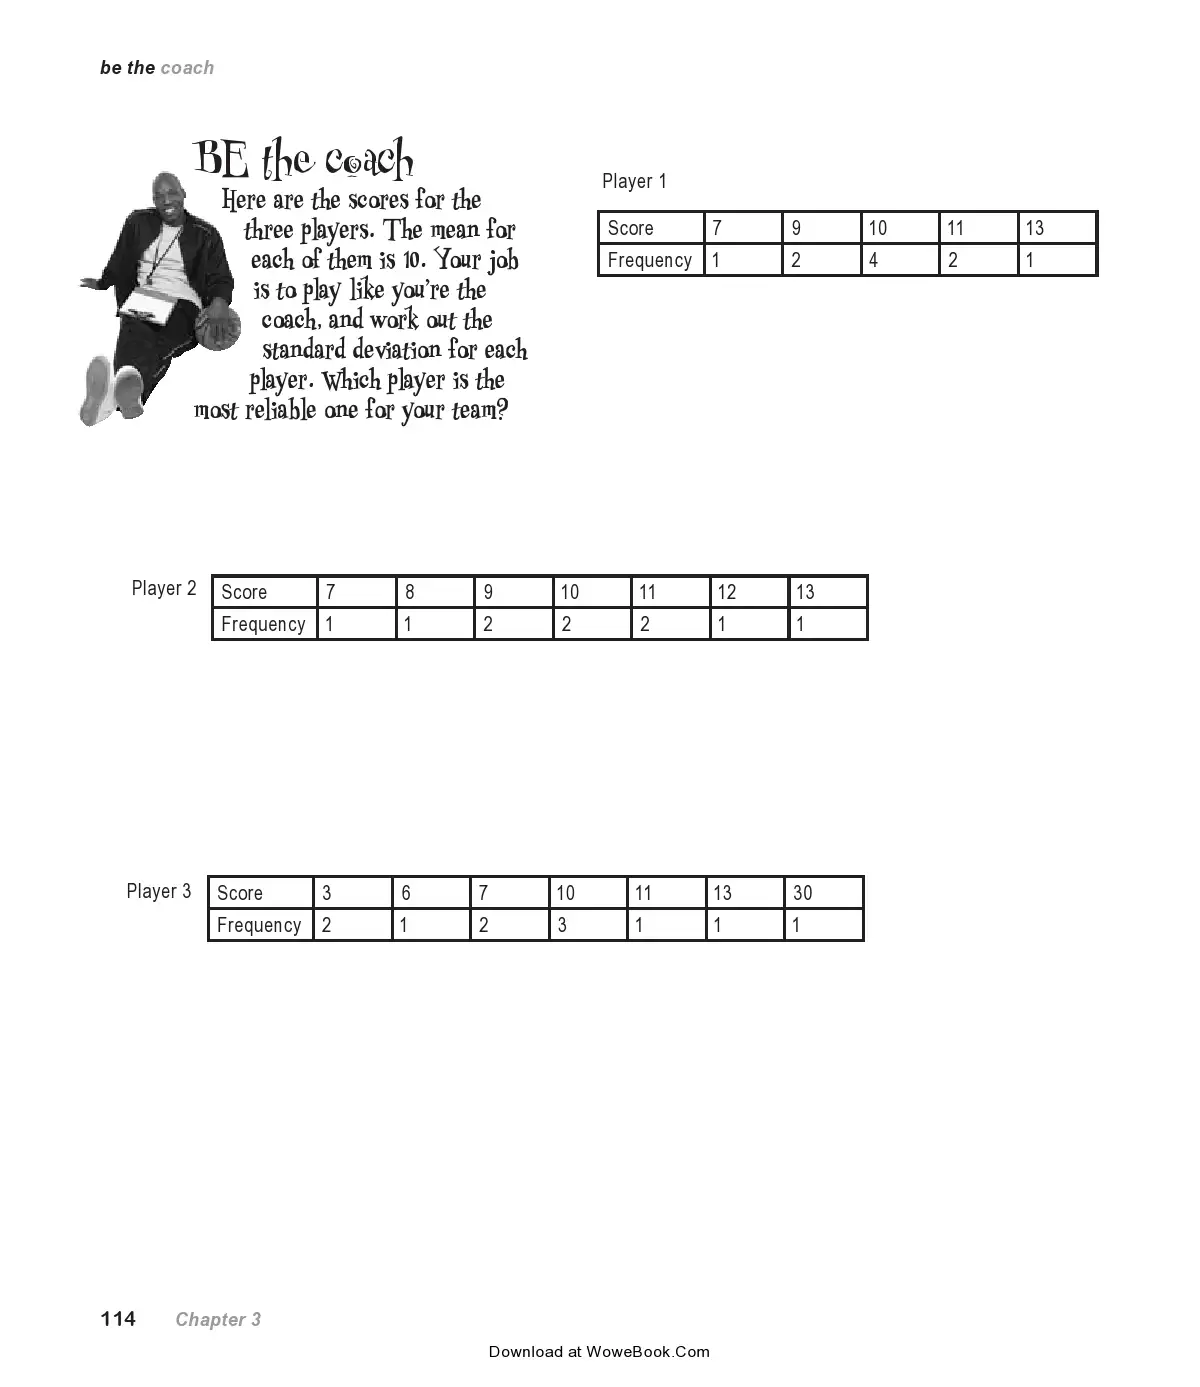 be the coach
BE the coach
Here are the scores for the
three players. The mean for
each of them is 10. Your job
is to play like you're the
coach, and work out the
standard deviation for each
player. Which player is the
most reliable one for your team?
Player 1
Score 7 9 10 11 13
Frequency 1 2 4 2 1
Player 2
Score 7 8 9 10 11 12 13
Frequency 1 1 2 2 2 1 1
Player 3
Score 3 6 7 10 11 13 30
Frequency 2 1 2 3 1 1 1
114 Chapter 3
Download at WoweBook.Com